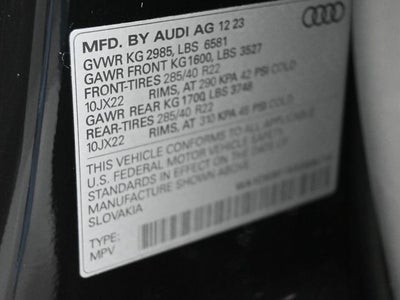 MFD. BY AUDI AG 12 23
GVWR KG 2985, LBS 6581
GAWR FRONT KG1600, LBS 3527
FRONT-TIRES 285/40 R22
10JX22 RIMS, AT 290 KPA 42 PSI COLD
GAWR REAR KG 1700, LBS 3748
REAR-TIRES 285/40 R22
10JX22 RIMS, AT 310 KPA 45 PSI COLD
THIS VEHICLE CONFORMS TO ALL APPLICABLE
U.S. FEDERAL MOTOR VEHICLE SAFETY
STANDARDS IN EFFECT ON THE DATE OF
MANUFACTURE SHOWN ABOVE.
SLOVAKIA
TYPE:
MPV